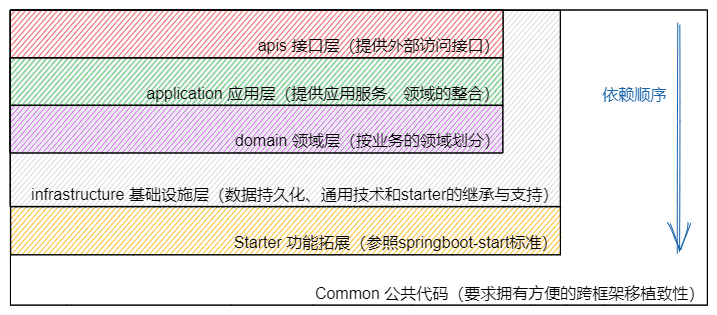 apis 接口层（提供外部访问接口）
application 应用层（提供应用服务、领域的整合）
依赖顺序
domain 领域层（按业务的领域划分）
infrastructure 基础设施层（数据持久化、通用技术和starter的继承与支持）
Starter 功能拓展（参照springboot-start标准）
Common 公共代码（要求拥有方便的跨框架移植致性）